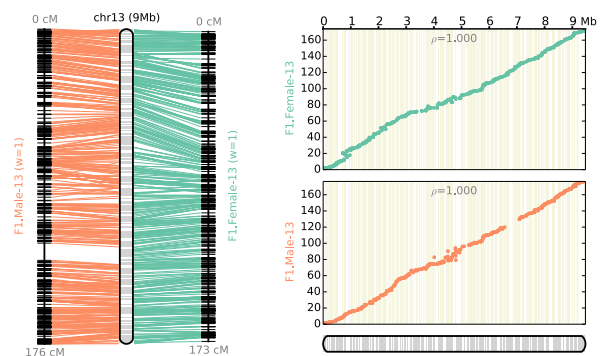 chr13 (9Mb)
0 cM
0 cM
F1.Male-13 (w=1)
F1.Female-13 (w=1)
176 cM
173 cM
0 1 2 3 4 5 6 7 8 9 Mb
ρ=1.000
F1.Female-13
160
140
120
100
80
60
40
20
0
ρ=1.000
F1.Male-13
160
140
120
100
80
60
40
20
0